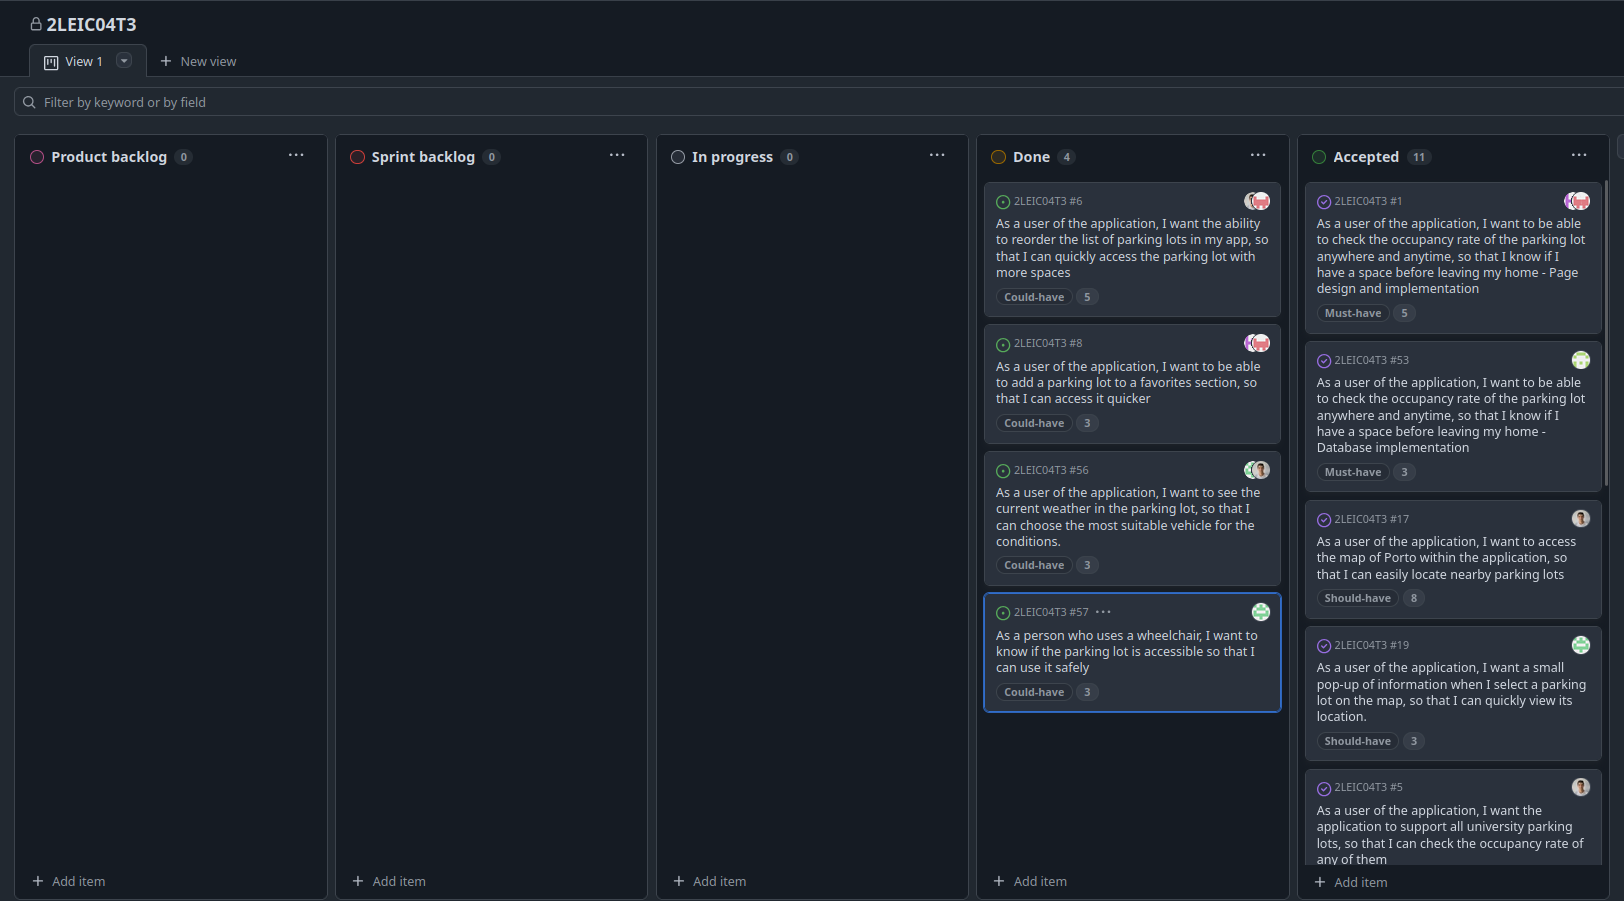 2LEIC04T3
View 1
New view
Filter by keyword or by field
Product backlog 0
Add item
Sprint backlog 0
Add item
In progress 0
Add item
Done 4
2LEIC04T3 #6
As a user of the application, I want the ability
to reorder the list of parking lots in my app, so
that I can quickly access the parking lot with
more spaces
Could-have 5
2LEIC04T3 #8
As a user of the application, I want to be able
to add a parking lot to a favorites section, so
that I can access it quicker
Could-have 3
2LEIC04T3 #56
As a user of the application, I want to see the
current weather in the parking lot, so that I
can choose the most suitable vehicle for the
conditions.
Could-have 3
2LEIC04T3 #57
As a person who uses a wheelchair, I want to
know if the parking lot is accessible so that I
can use it safely
Could-have 3
Add item
Accepted 11
2LEIC04T3 #1
As a user of the application, I want to be able
to check the occupancy rate of the parking lot
anywhere and anytime, so that I know if I
have a space before leaving my home - Page
design and implementation
Must-have 5
2LEIC04T3 #53
As a user of the application, I want to be able
to check the occupancy rate of the parking lot
anywhere and anytime, so that I know if I
have a space before leaving my home -
Database implementation
Must-have 3
2LEIC04T3 #17
As a user of the application, I want to access
the map of Porto within the application, so
that I can easily locate nearby parking lots
Should-have 8
2LEIC04T3 #19
As a user of the application, I want a small
pop-up of information when I select a parking
lot on the map, so that I can quickly view its
location.
Should-have 3
2LEIC04T3 #5
As a user of the application, I want the
application to support all university parking
lots, so that I can check the occupancy rate of
any of them
Add item